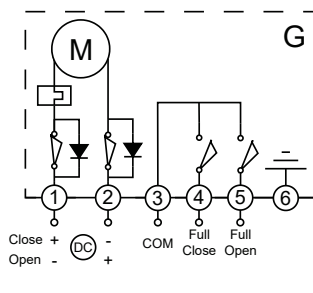 G
M
1 2 3 4 5 6
Close + DC - COM Full Close Full Open
Open - +